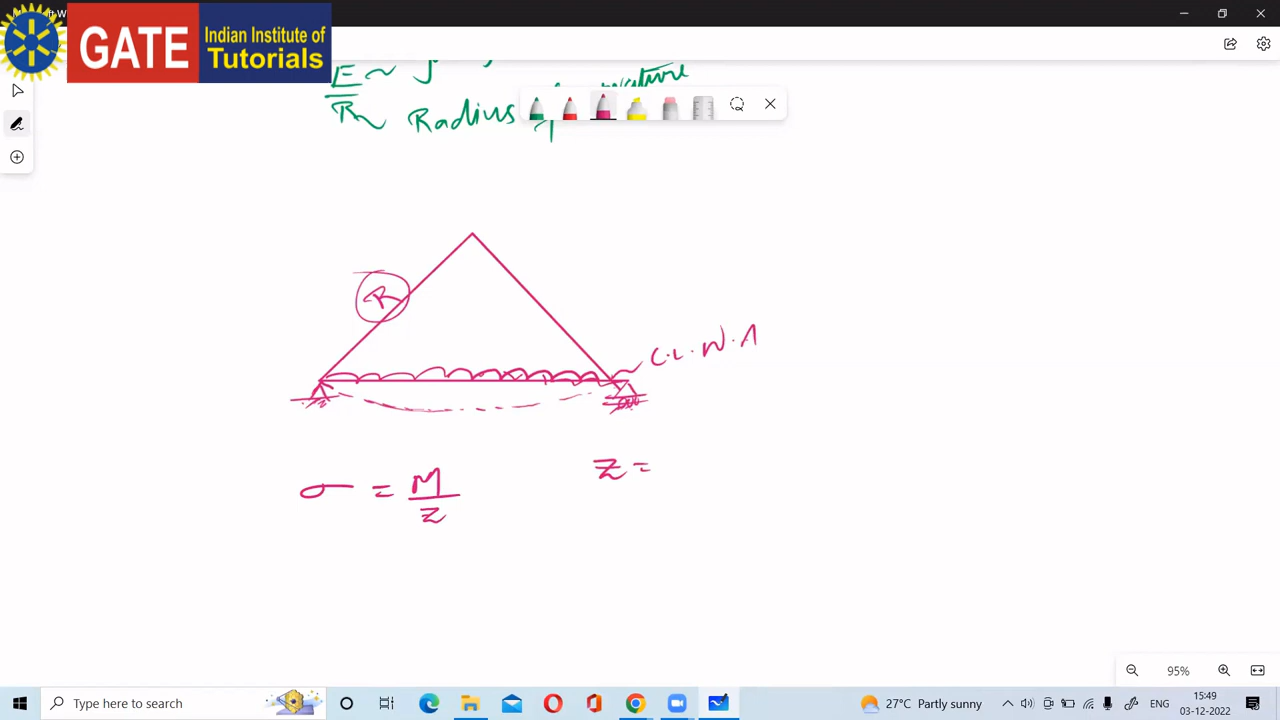 GATE
Indian Institute of
Tutorials
E
R Radius
R
C.L.W.A
σ = M
z
z =
95%
Type here to search
27°C Partly sunny
ENG
15:49
03-12-2022